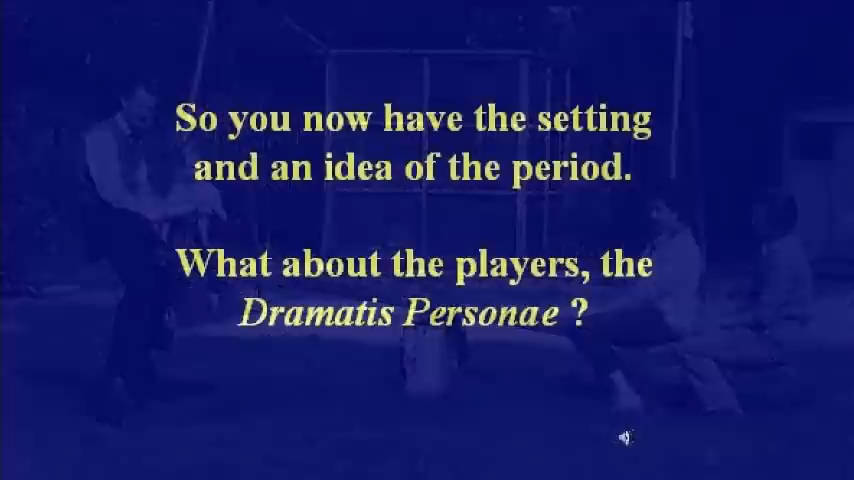 So you now have the setting
and an idea of the period.
What about the players, the
Dramatis Personae ?